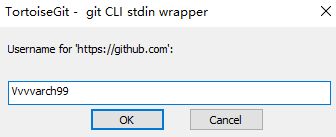 TortoiseGit - git CLI stdin wrapper
Username for 'https://github.com':
Vvvvarch99
OK
Cancel